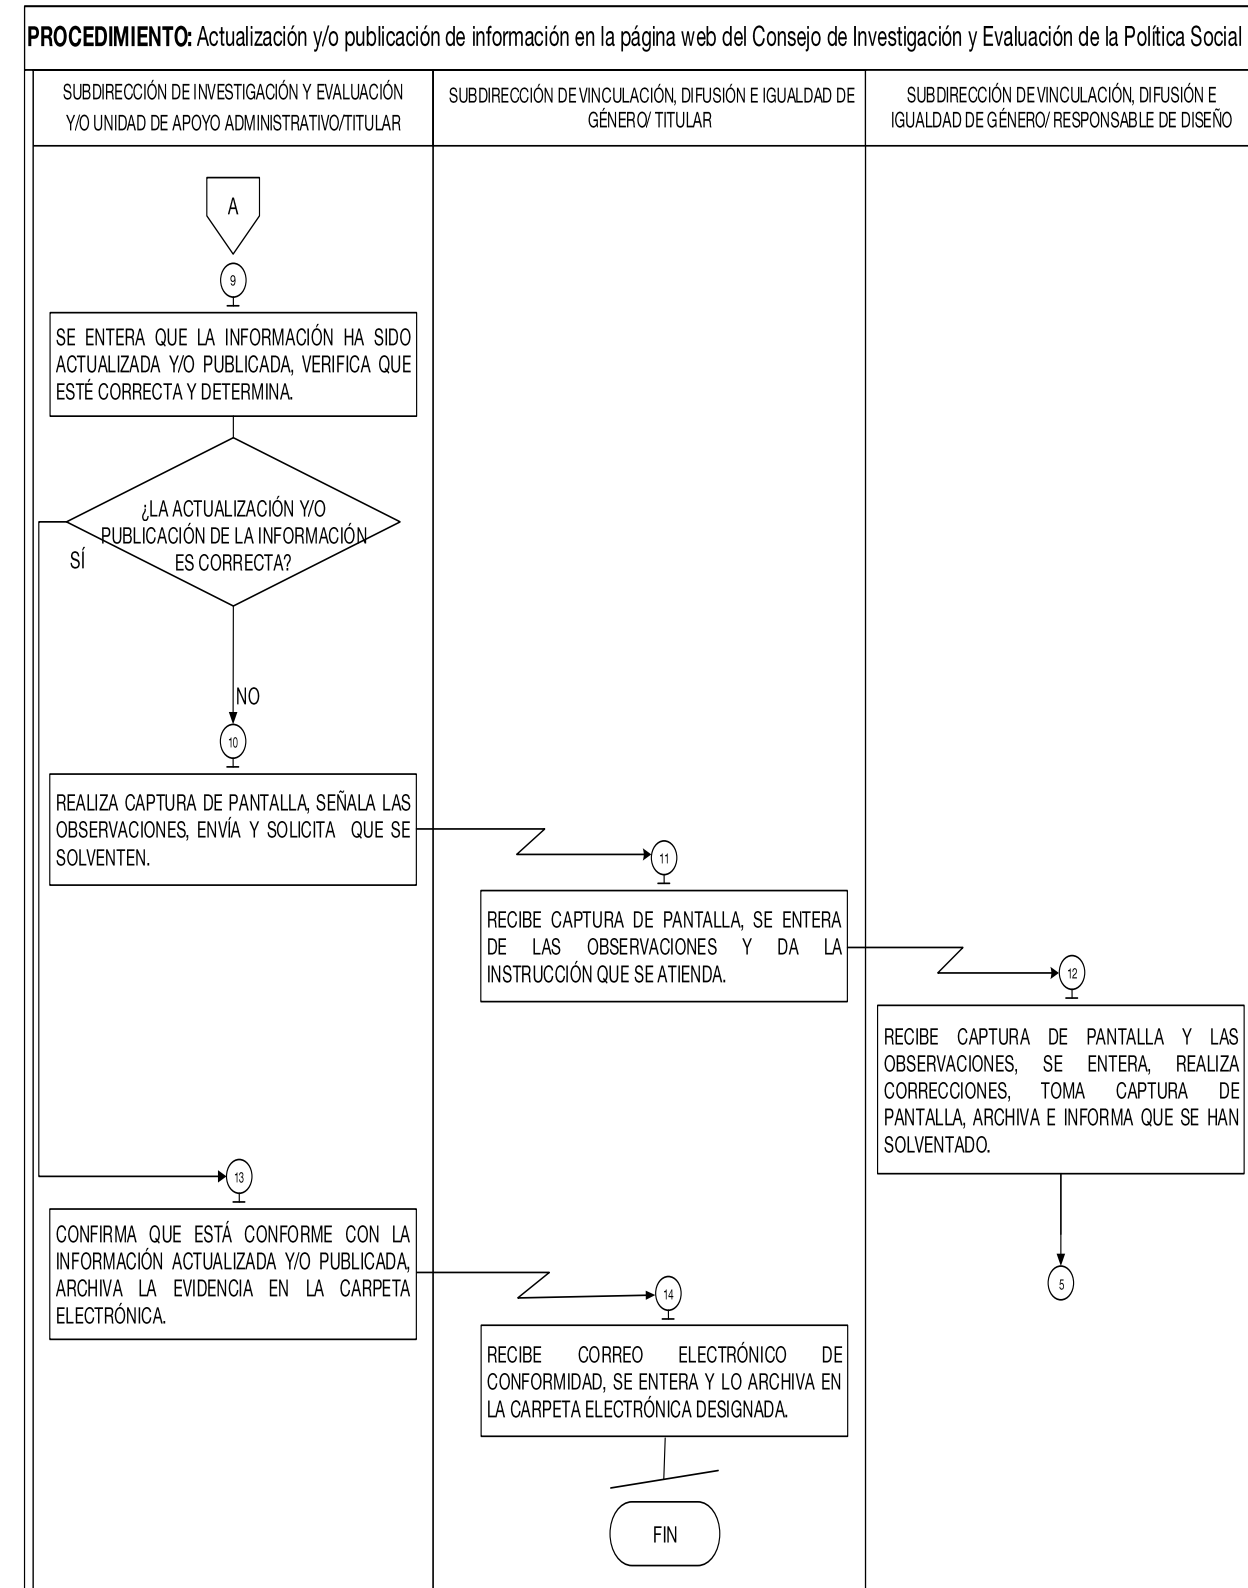 PROCEDIMIENTO: Actualización y/o publicación de información en la página web del Consejo de Investigación y Evaluación de la Política Social
SUBDIRECCIÓN DE INVESTIGACIÓN Y EVALUACIÓN
Y/O UNIDAD DE APOYO ADMINISTRATIVO/TITULAR
SUBDIRECCIÓN DE VINCULACIÓN, DIFUSIÓN E IGUALDAD DE
GÉNERO/ TITULAR
SUBDIRECCIÓN DE VINCULACIÓN, DIFUSIÓN E
IGUALDAD DE GÉNERO/ RESPONSABLE DE DISEÑO
A
9
SE ENTERA QUE LA INFORMACIÓN HA SIDO
ACTUALIZADA Y/O PUBLICADA, VERIFICA QUE
ESTÉ CORRECTA Y DETERMINA.
¿LA ACTUALIZACIÓN Y/O
PUBLICACIÓN DE LA INFORMACIÓN
ES CORRECTA?
SÍ
NO
10
REALIZA CAPTURA DE PANTALLA, SEÑALA LAS
OBSERVACIONES, ENVÍA Y SOLICITA QUE SE
SOLVENTEN.
11
RECIBE CAPTURA DE PANTALLA, SE ENTERA
DE LAS OBSERVACIONES Y DA LA
INSTRUCCIÓN QUE SE ATIENDA.
12
RECIBE CAPTURA DE PANTALLA Y LAS
OBSERVACIONES, SE ENTERA, REALIZA
CORRECCIONES, TOMA CAPTURA DE
PANTALLA, ARCHIVA E INFORMA QUE SE HAN
SOLVENTADO.
5
13
CONFIRMA QUE ESTÁ CONFORME CON LA
INFORMACIÓN ACTUALIZADA Y/O PUBLICADA,
ARCHIVA LA EVIDENCIA EN LA CARPETA
ELECTRÓNICA.
14
RECIBE CORREO ELECTRÓNICO DE
CONFORMIDAD, SE ENTERA Y LO ARCHIVA EN
LA CARPETA ELECTRÓNICA DESIGNADA.
FIN